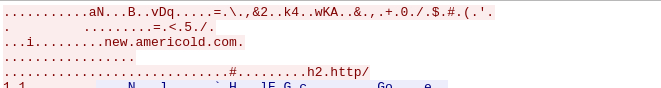 ...........aN...B..vDq.....=.\.,&2..k4..wKA..&.,.+.0./.$.#.(.'.
.         .........=.<.5./.
...i.........new.americold.com.
.................
.............................#.........h2.http/